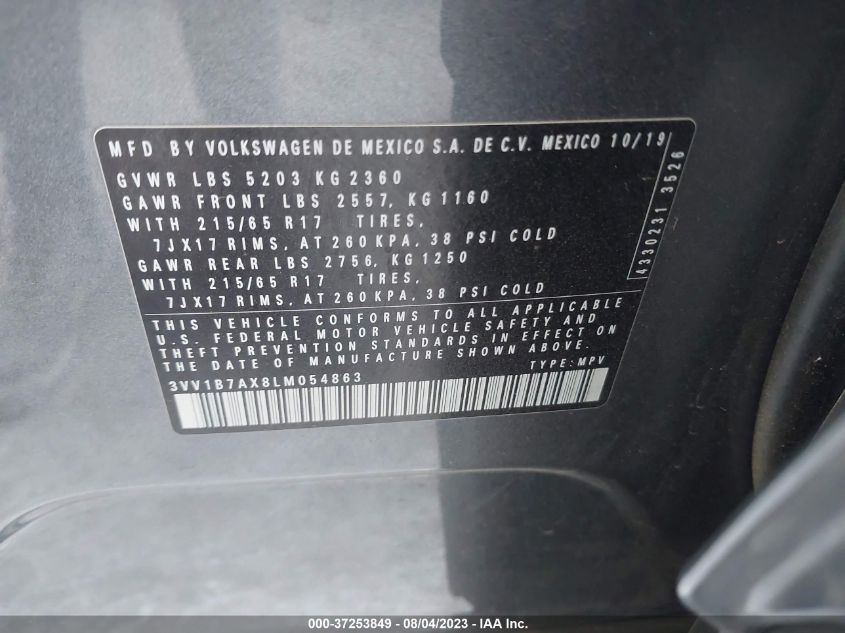 MFD BY VOLKSWAGEN DE MEXICO S.A. DE C.V. MEXICO 10/19
GVWR LBS 5203 KG 2360
GAWR FRONT LBS 2557, KG 1160
WITH 215/65 R17 TIRES,
7JX17 RIMS, AT 260 KPA, 38 PSI COLD
GAWR REAR LBS 2756, KG 1250
WITH 215/65 R17 TIRES,
7JX17 RIMS, AT 260 KPA, 38 PSI COLD
4330231 3526
THIS VEHICLE CONFORMS TO ALL APPLICABLE
U.S. FEDERAL MOTOR VEHICLE SAFETY AND
THEFT PREVENTION STANDARDS IN EFFECT ON
THE DATE OF MANUFACTURE SHOWN ABOVE.
TYPE: MPV
3VV1B7AX8LM054863
000-37253849 - 08/04/2023 - IAA Inc.